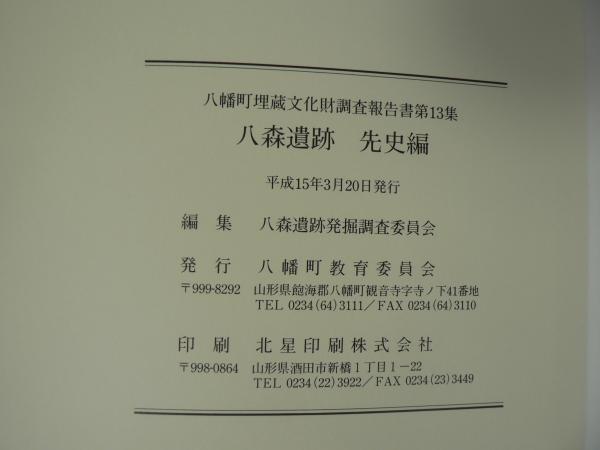 八幡町埋蔵文化財調査報告書第13集
八森遺跡 先史編
平成15年3月20日発行
編集 八森遺跡発掘調査委員会
発行 八幡町教育委員会
〒999-8292 山形県飽海郡八幡町観音寺字寺ノ下41番地
TEL 0234(64)3111／FAX 0234(64)3110
印刷 北星印刷株式会社
〒998-0864 山形県酒田市新橋1丁目1－22
TEL 0234(22)3922／FAX 0234(23)3449